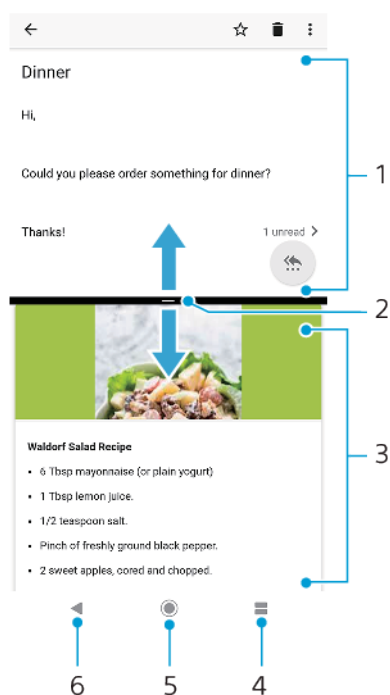 Dinner
Hi,
1
Could you please order something for dinner?
Thanks!
1 unread
2
Waldorf Salad Recipe
• 6 Tbsp mayonnaise (or plain yogurt)
3
• 1 Tbsp lemon juice.
• 1/2 teaspoon salt.
• Pinch of freshly ground black pepper.
• 2 sweet apples, cored and chopped.
6 5 4